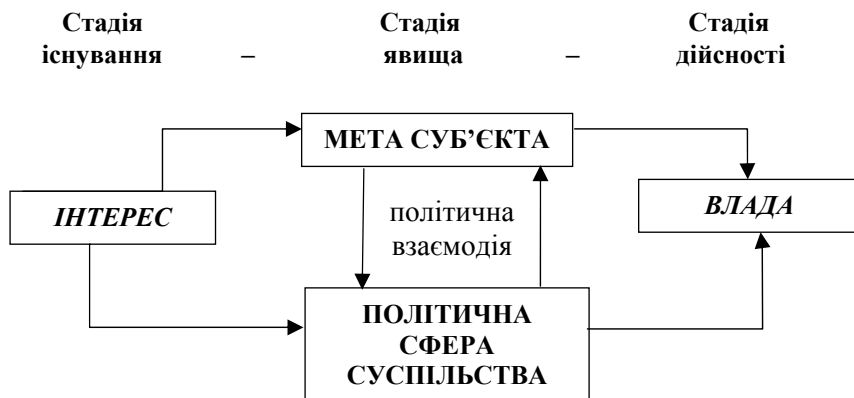 Стадія Стадія Стадія
існування – явища – дійсності
МЕТА СУБ’ЄКТА
ІНТЕРЕС
ВЛАДА
політична
взаємодія
ПОЛІТИЧНА
СФЕРА
СУСПІЛЬСТВА